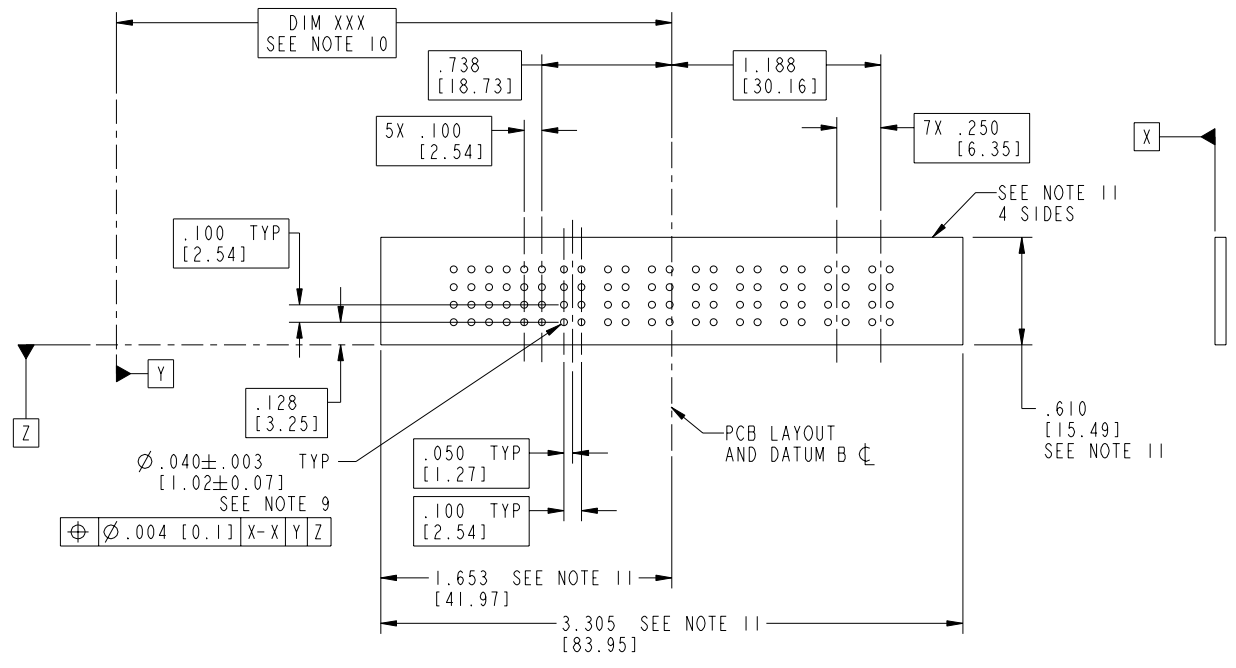 DIM XXX
SEE NOTE 10
.738
[18.73]
1.188
[30.16]
5X .100
[2.54]
7X .250
[6.35]
X
SEE NOTE 11
4 SIDES
.100 TYP
[2.54]
Y
Z
.128
[3.25]
.610
[15.49]
SEE NOTE 11
PCB LAYOUT
AND DATUM B ℄
Ø.040±.003 TYP
[1.02±0.07]
SEE NOTE 9
⌖ Ø.004 [0.1] X-X Y Z
.050 TYP
[1.27]
.100 TYP
[2.54]
1.653 SEE NOTE 11
[41.97]
3.305 SEE NOTE 11
[83.95]